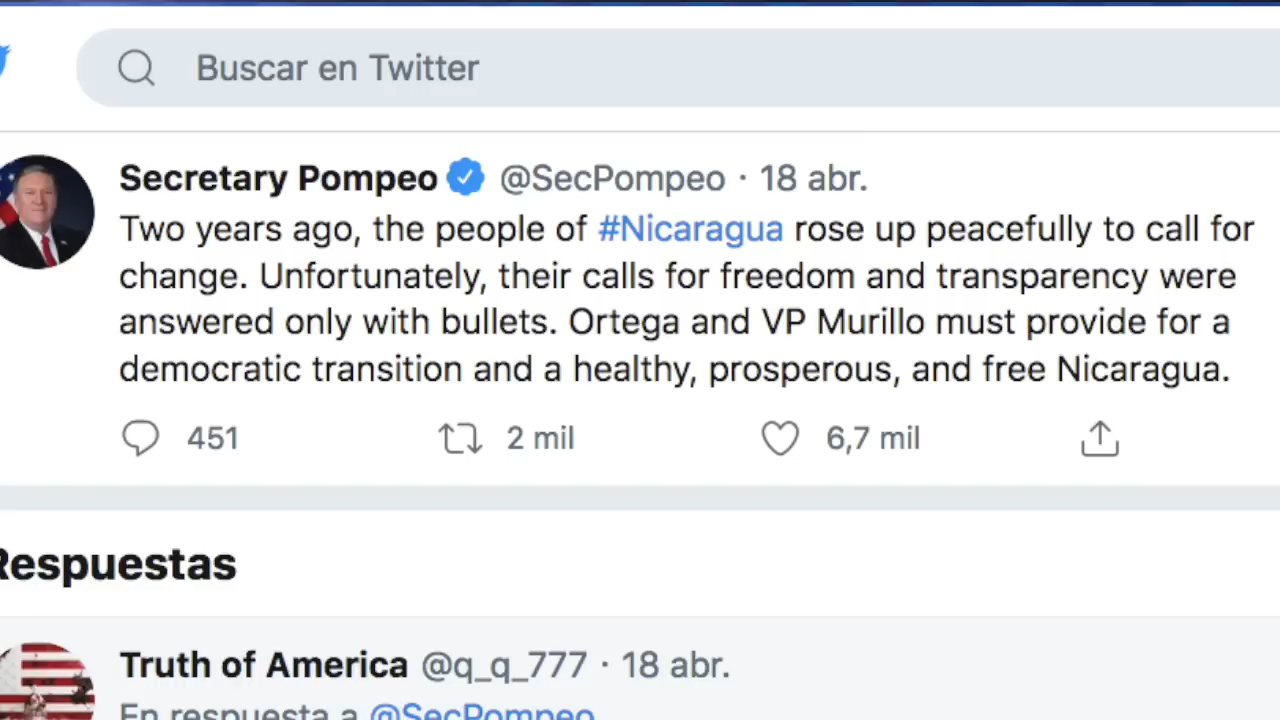 Buscar en Twitter
Secretary Pompeo @SecPompeo · 18 abr.
Two years ago, the people of #Nicaragua rose up peacefully to call for
change. Unfortunately, their calls for freedom and transparency were
answered only with bullets. Ortega and VP Murillo must provide for a
democratic transition and a healthy, prosperous, and free Nicaragua.
451 2 mil 6,7 mil
Respuestas
Truth of America @q_q_777 · 18 abr.
En respuesta a @SecPompeo